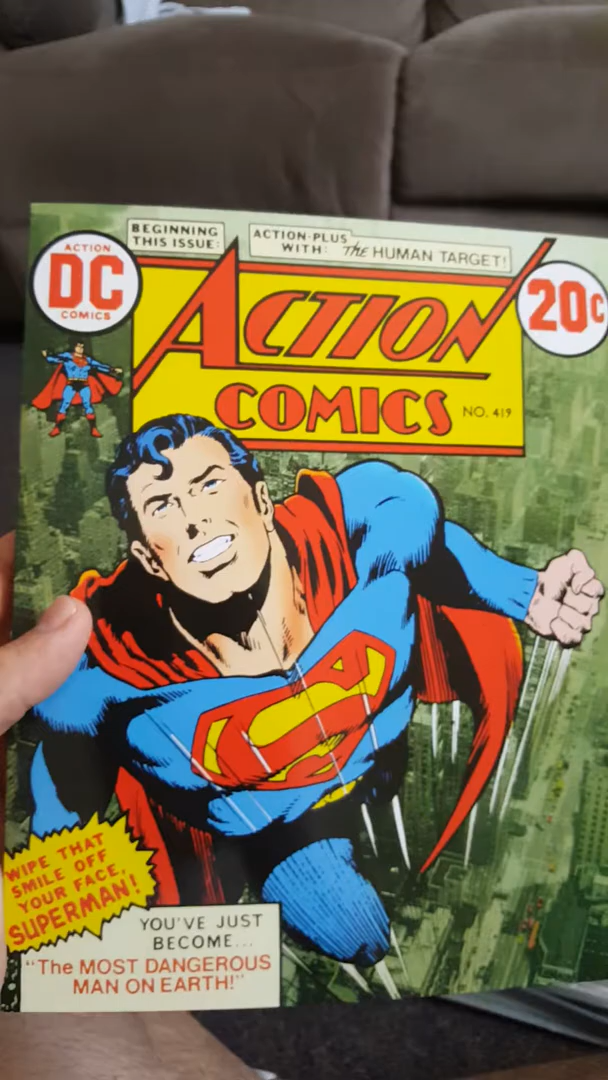 BEGINNING
THIS ISSUE:
ACTION-PLUS
WITH: THE HUMAN TARGET!
ACTION
DC
COMICS
20¢
ACTION
COMICS
NO. 419
WIPE THAT
SMILE OFF
YOUR FACE,
SUPERMAN!
YOU'VE JUST
BECOME...
"The MOST DANGEROUS
MAN ON EARTH!"